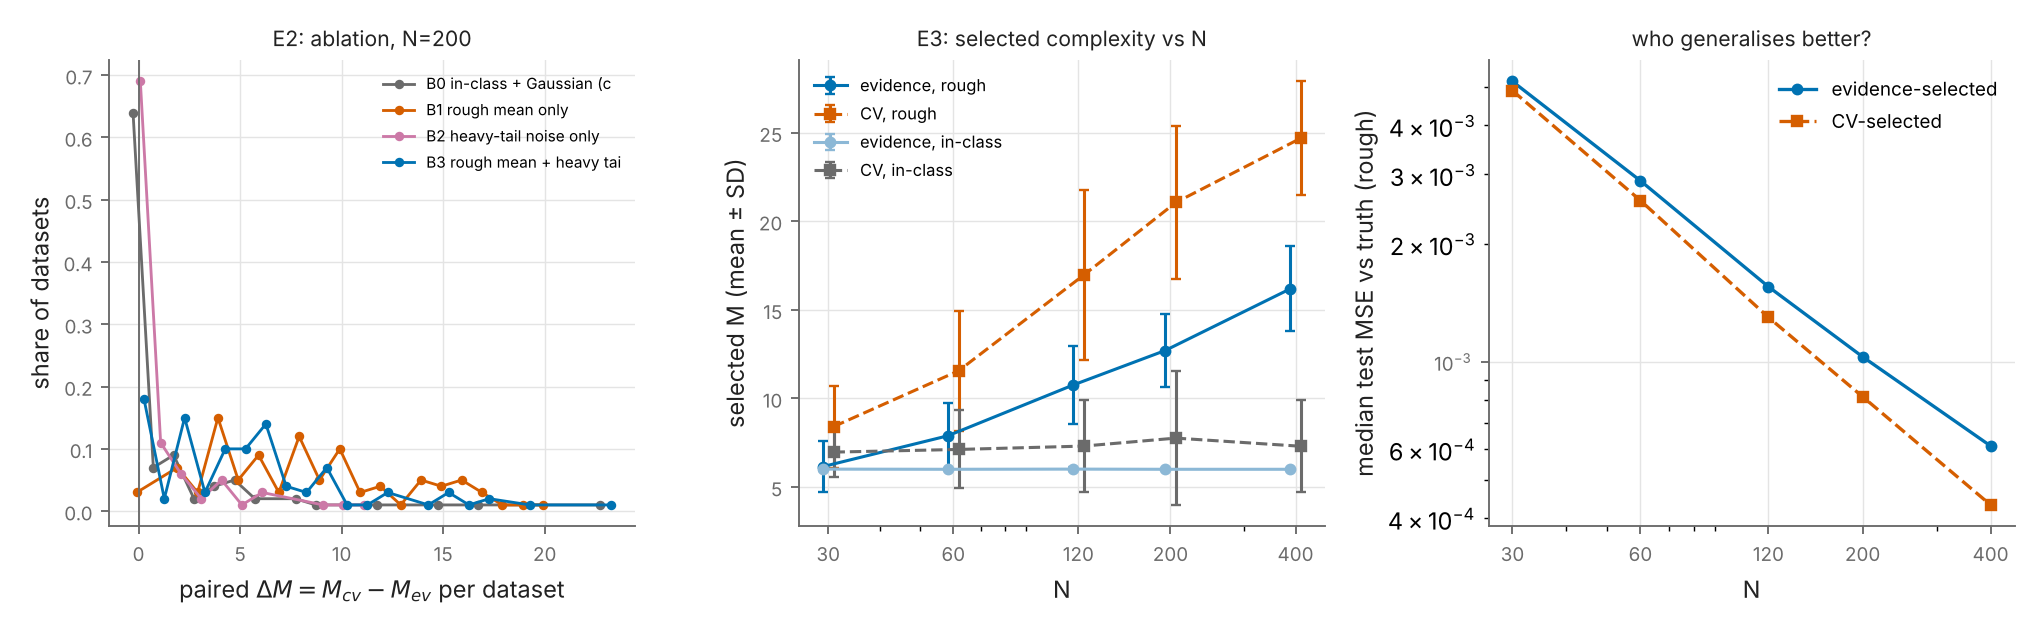 E2: ablation, N=200
0.7
0.6
0.5
0.4
0.3
0.2
0.1
0.0
share of datasets
B0 in-class + Gaussian (c
B1 rough mean only
B2 heavy-tail noise only
B3 rough mean + heavy tai
0
5
10
15
20
paired ΔM = M_cv − M_ev per dataset
E3: selected complexity vs N
25
20
15
10
5
selected M (mean ± SD)
evidence, rough
CV, rough
evidence, in-class
CV, in-class
30
60
120
200
400
N
who generalises better?
4 × 10⁻³
3 × 10⁻³
2 × 10⁻³
10⁻³
6 × 10⁻⁴
4 × 10⁻⁴
median test MSE vs truth (rough)
evidence-selected
CV-selected
30
60
120
200
400
N